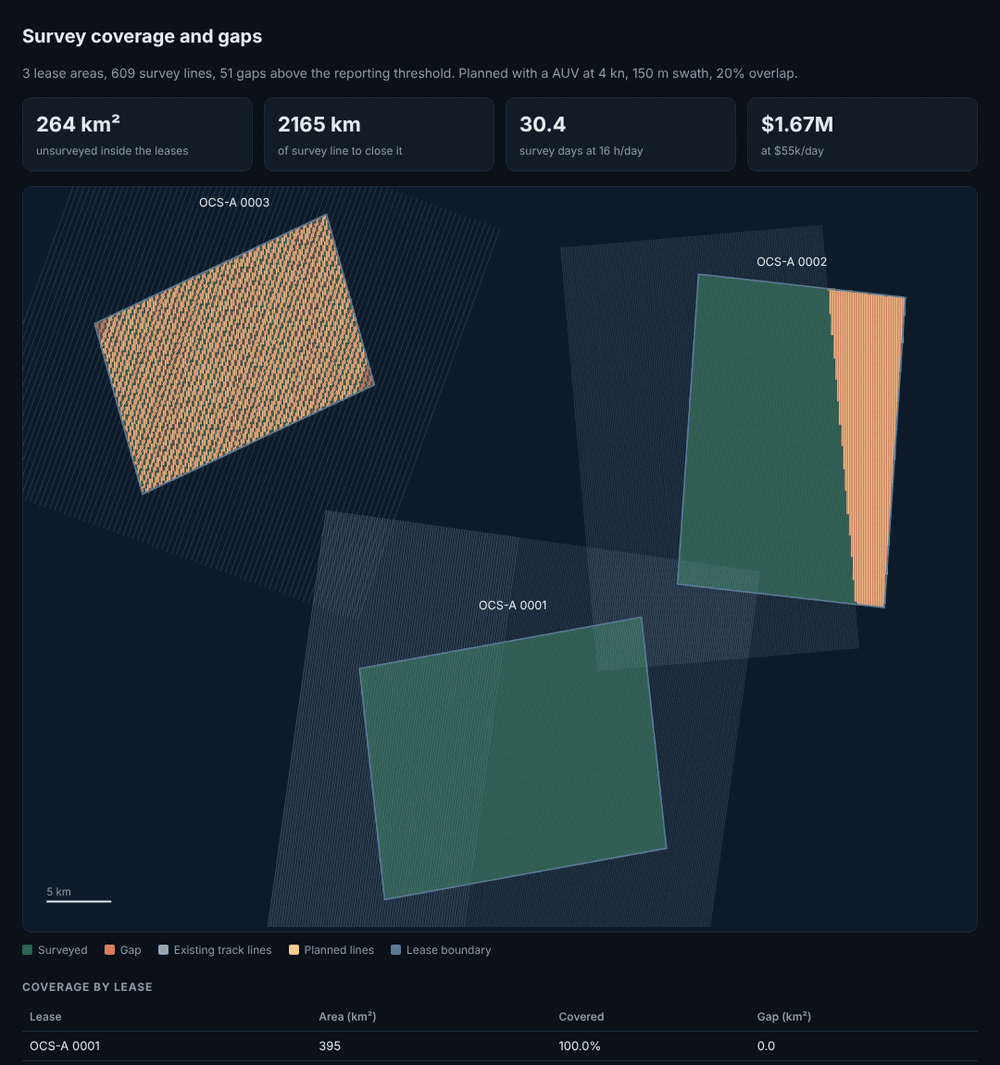 Survey coverage and gaps
3 lease areas, 609 survey lines, 51 gaps above the reporting threshold. Planned with a AUV at 4 kn, 150 m swath, 20% overlap.
264 km²
unsurveyed inside the leases
2165 km
of survey line to close it
30.4
survey days at 16 h/day
$1.67M
at $55k/day
OCS-A 0003
OCS-A 0002
OCS-A 0001
5 km
Surveyed Gap Existing track lines Planned lines Lease boundary
COVERAGE BY LEASE
Lease Area (km²) Covered Gap (km²)
OCS-A 0001 395 100.0% 0.0